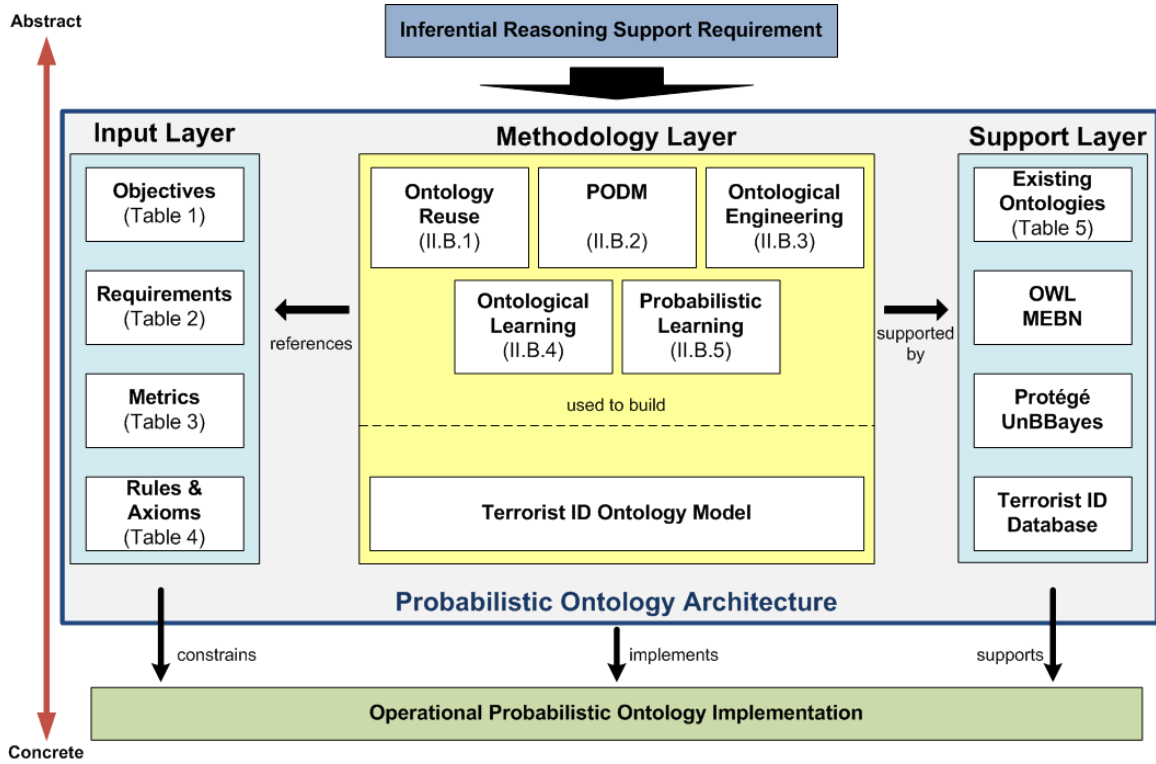 Abstract
Inferential Reasoning Support Requirement
Input Layer
Objectives
(Table 1)
Requirements
(Table 2)
Metrics
(Table 3)
Rules &
Axioms
(Table 4)
references
Methodology Layer
Ontology
Reuse
(II.B.1)
PODM
(II.B.2)
Ontological
Engineering
(II.B.3)
Ontological
Learning
(II.B.4)
Probabilistic
Learning
(II.B.5)
used to build
Terrorist ID Ontology Model
supported
by
Support Layer
Existing
Ontologies
(Table 5)
OWL
MEBN
Protégé
UnBBayes
Terrorist ID
Database
Probabilistic Ontology Architecture
constrains
implements
supports
Operational Probabilistic Ontology Implementation
Concrete